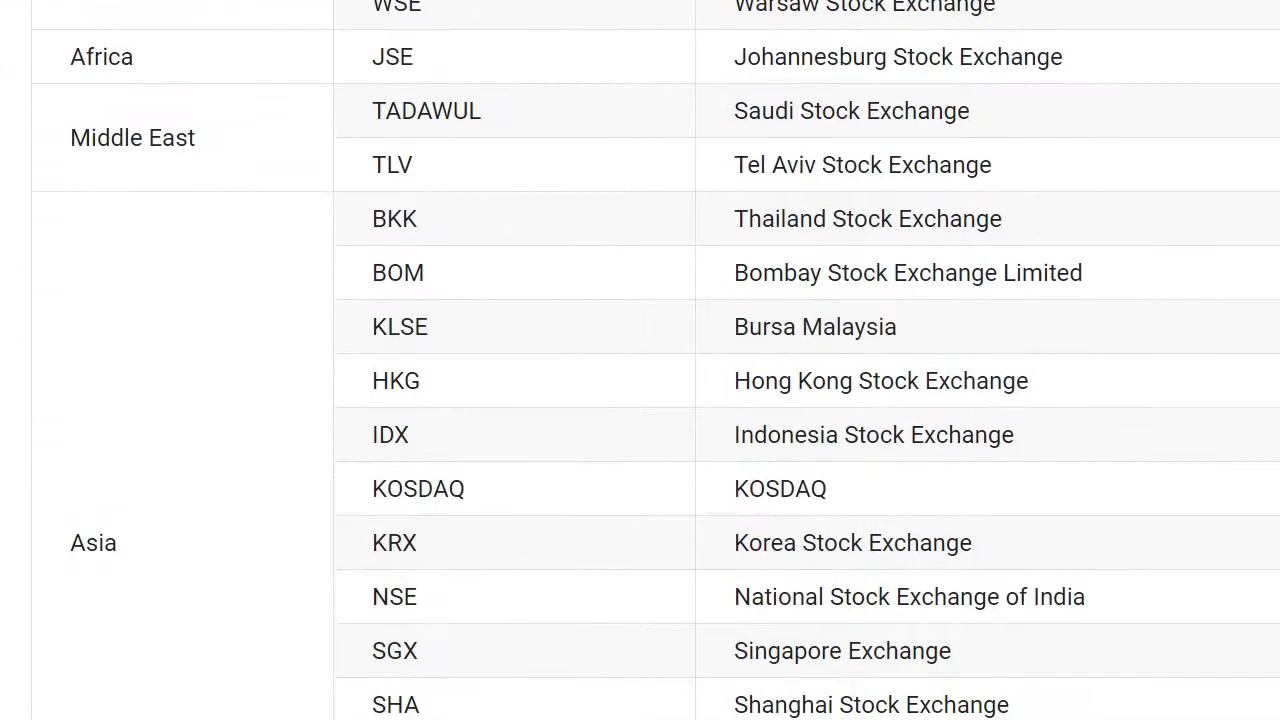 WSE Warsaw Stock Exchange
Africa JSE Johannesburg Stock Exchange
TADAWUL Saudi Stock Exchange
Middle East
TLV Tel Aviv Stock Exchange
BKK Thailand Stock Exchange
BOM Bombay Stock Exchange Limited
KLSE Bursa Malaysia
HKG Hong Kong Stock Exchange
IDX Indonesia Stock Exchange
KOSDAQ KOSDAQ
Asia KRX Korea Stock Exchange
NSE National Stock Exchange of India
SGX Singapore Exchange
SHA Shanghai Stock Exchange